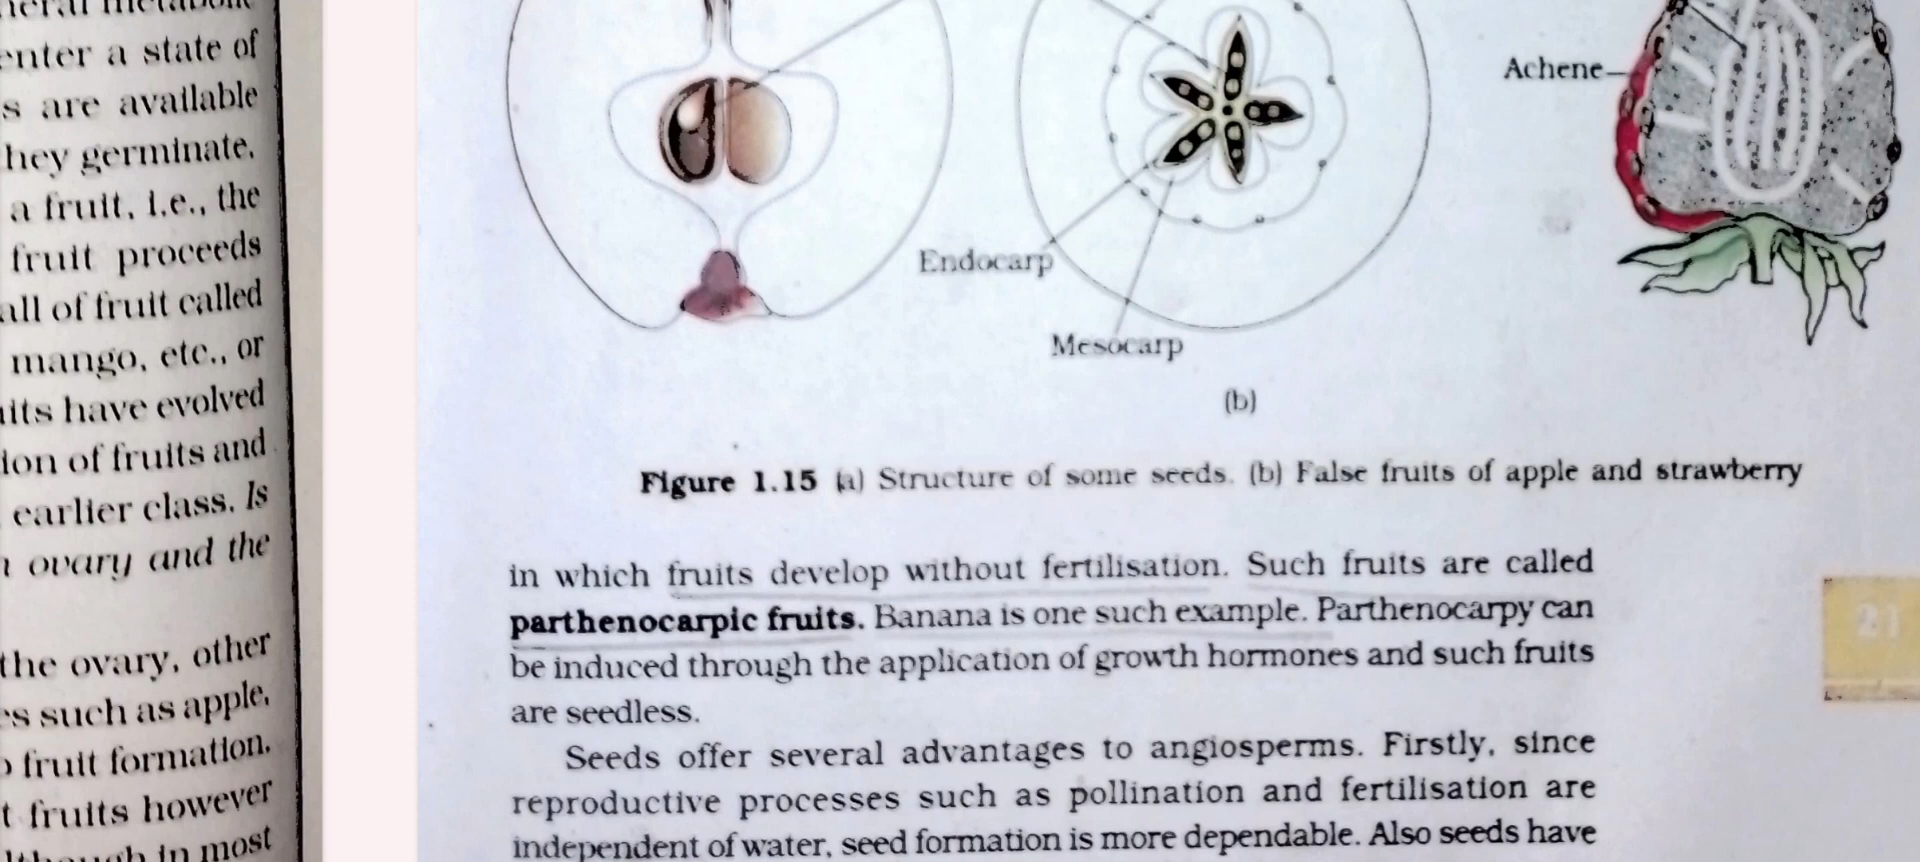 enter a state of
s are available
hey germinate.
a fruit, i.e., the
fruit proceeds
all of fruit called
mango, etc., or
its have evolved
ion of fruits and
earlier class. Is
ovary and the
the ovary, other
es such as apple,
fruit formation.
t fruits however
in most
Achene
Endocarp
Mesocarp
(b)
Figure 1.15 (a) Structure of some seeds. (b) False fruits of apple and strawberry
in which fruits develop without fertilisation. Such fruits are called
parthenocarpic fruits. Banana is one such example. Parthenocarpy can
be induced through the application of growth hormones and such fruits
are seedless.
Seeds offer several advantages to angiosperms. Firstly, since
reproductive processes such as pollination and fertilisation are
independent of water, seed formation is more dependable. Also seeds have
21